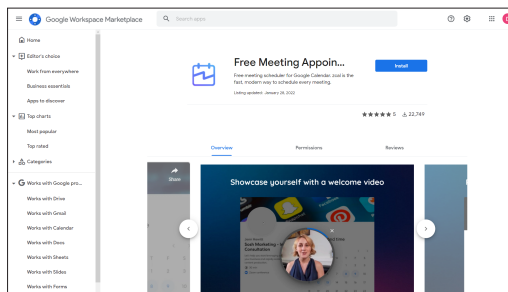 Google Workspace Marketplace
Search apps
Home
Editor's choice
Work from everywhere
Business essentials
Apps to discover
Top charts
Most popular
Top rated
Categories
Works with Google pro...
Works with Drive
Works with Gmail
Works with Calendar
Works with Docs
Works with Sheets
Works with Slides
Works with Forms
Free Meeting Appoin...
Install
Free meeting scheduler for Google Calendar. zcal is the
fast, modern way to schedule every meeting.
Listing updated: January 28, 2022
5
22,749
Overview
Permissions
Reviews
Share
Showcase yourself with a welcome video
Consultation